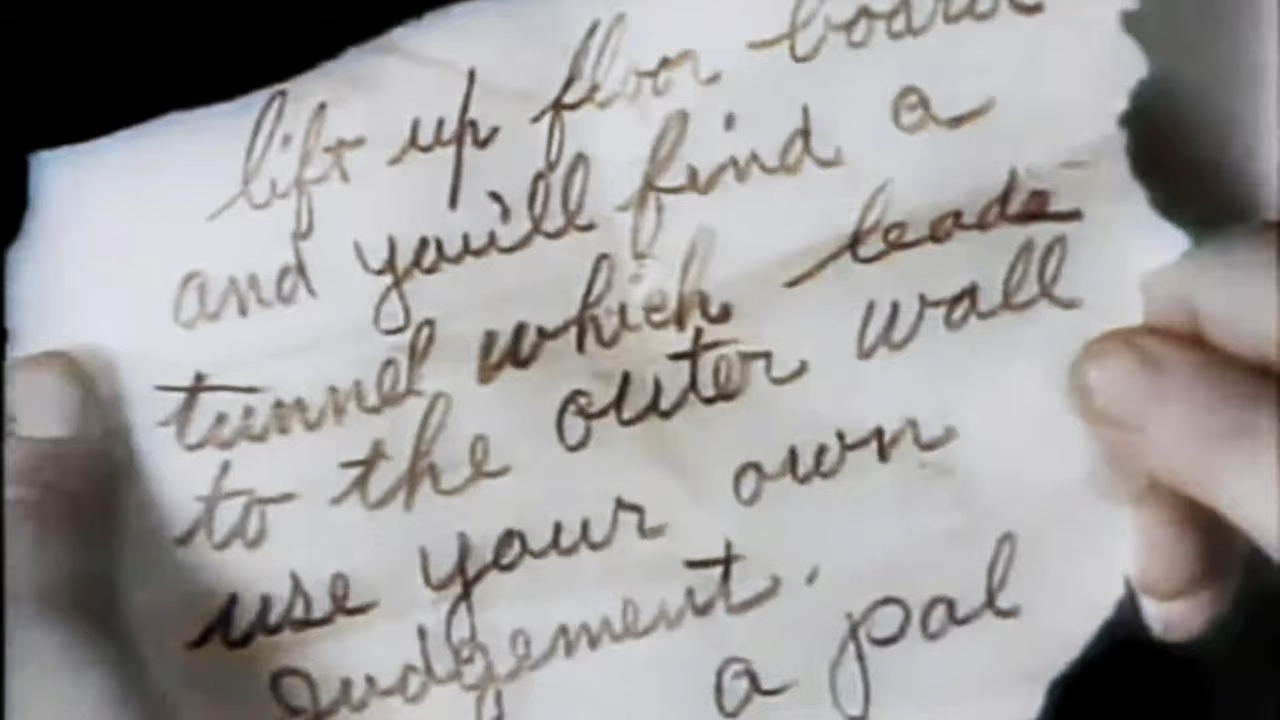 lift up floor board
and you'll find a
tunnel which leads
to the outer wall
use your own
Judgement.
a pal